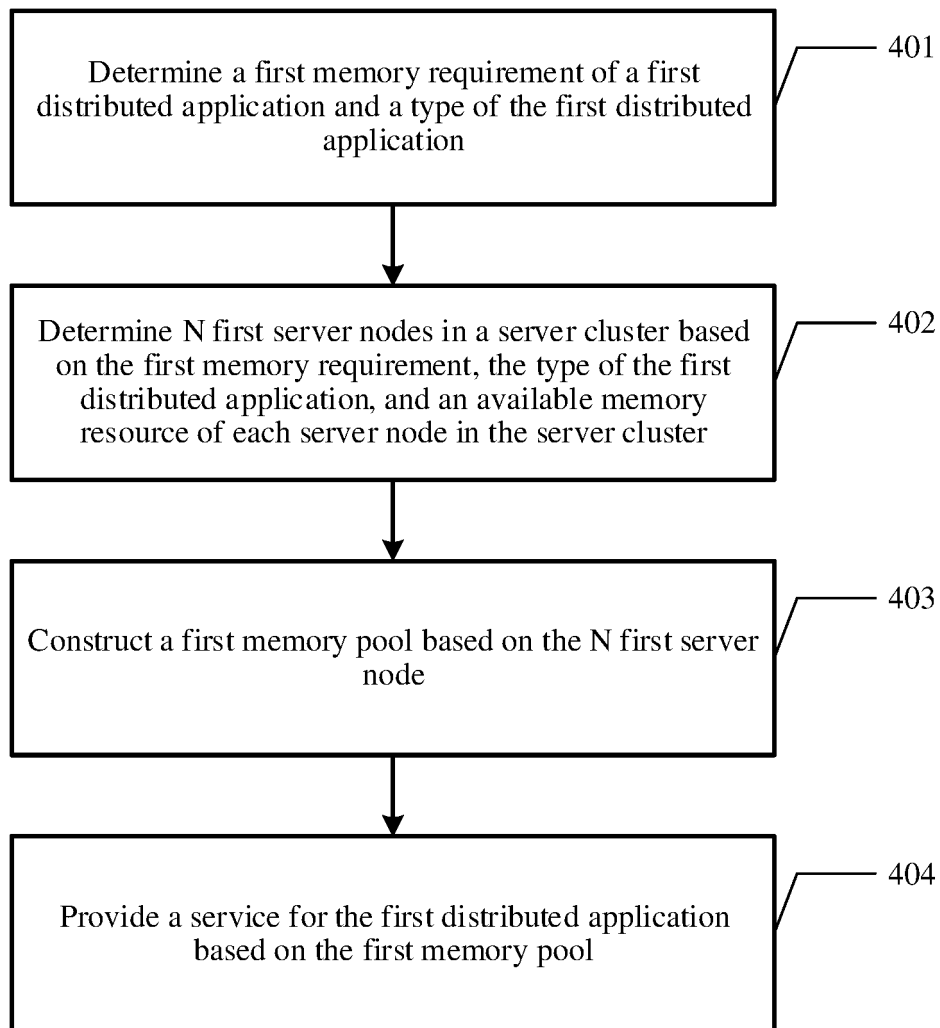 Determine a first memory requirement of a first
distributed application and a type of the first distributed
application
401
Determine N first server nodes in a server cluster based
on the first memory requirement, the type of the first
distributed application, and an available memory
resource of each server node in the server cluster
402
Construct a first memory pool based on the N first server
node
403
Provide a service for the first distributed application
based on the first memory pool
404